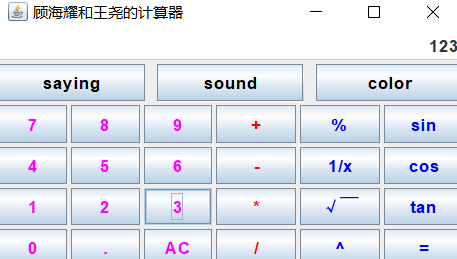 顾海耀和王尧的计算器
123
saying sound color
7 8 9 + % sin
4 5 6 - 1/x cos
1 2 3 * √￣ tan
0 . AC / ^ =